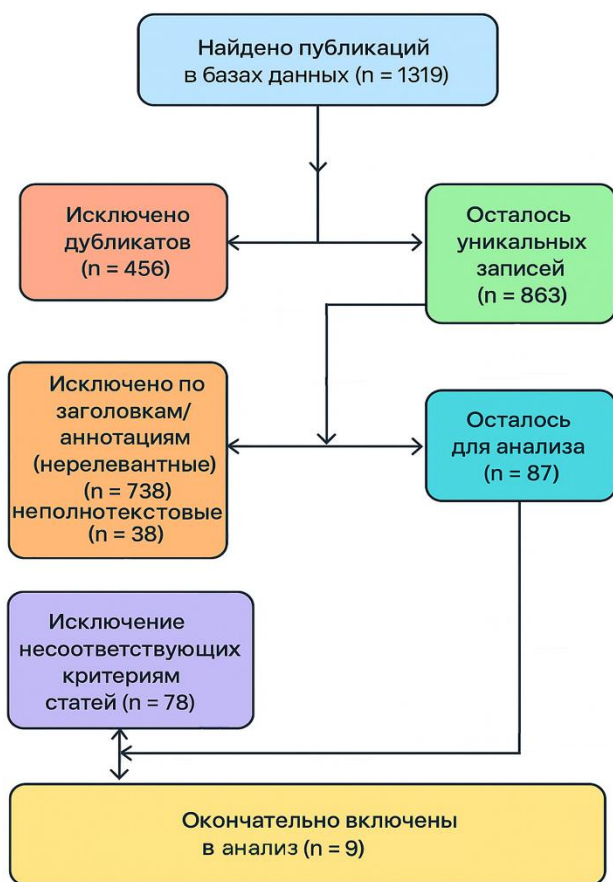 Найдено публикаций
в базах данных (n = 1319)
Исключено
дубликатов
(n = 456)
Осталось
уникальных
записей
(n = 863)
Исключено по
заголовкам/
аннотациям
(нерелевантные)
(n = 738)
неполнотекстовые
(n = 38)
Осталось
для анализа
(n = 87)
Исключение
несоответствующих
критериям
статей (n = 78)
Окончательно включены
в анализ (n = 9)